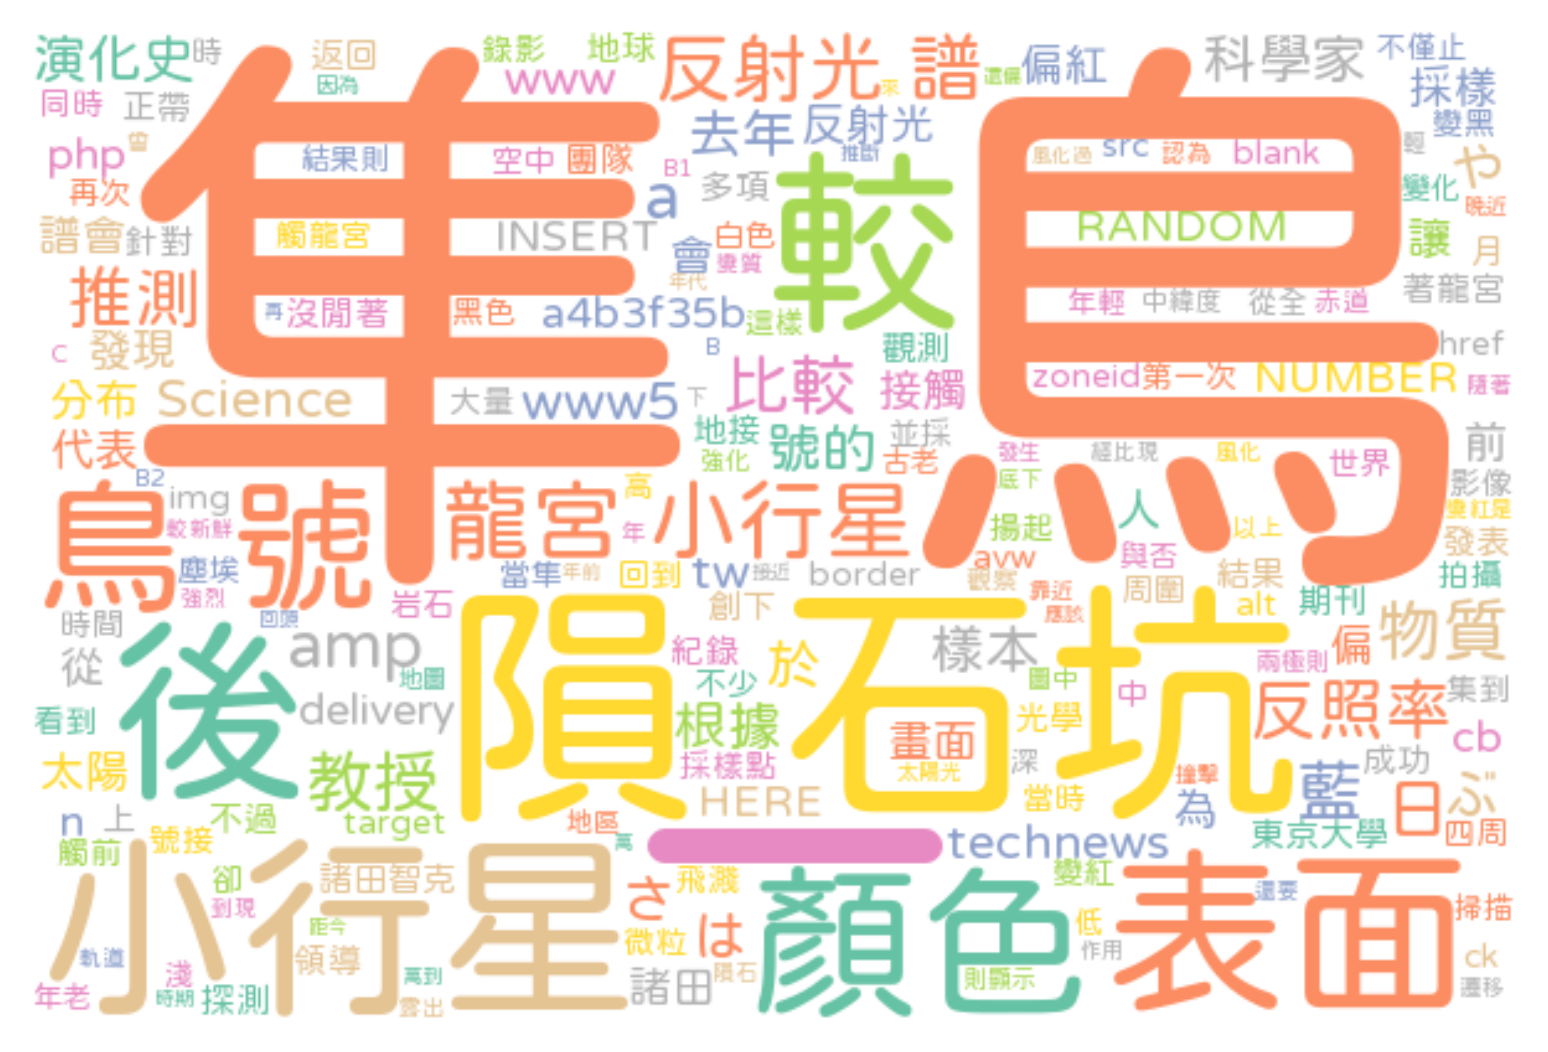 演化史 時 返回 錄影 地球 反射光 譜 這個 偏紅 科學家 不僅止
因為 www 來 採樣
同時 正帶 隼鳥 去年 反射光 變黑
php 曾 結果則 空中 團隊 B1 推斷 風化過 src 認為 blank 輕 や
再次 a 多項 較 變化 晚近
譜會 針對 觸龍宮 INSERT 會 白色 RANDOM 讓 月
推測 變質 年代 年輕 中緯度 從全 赤道 著龍宮
再 沒閒著 黑色 a4b3f35b 這樣
C 發現 B 觀測 href
分布 Science 大量 www5 下 比較 接觸 zoneid 第一次 NUMBER 隨著
代表 地接 號的 並採 前
B2 強化 古老 發生 經比現 風化 世界
鳥號 img 龍宮 高 小行星 底下 影像
較新鮮 年 揚起 人 以上 變紅是
塵埃 當隼 年前 回到 tw 接近 border avw 與否 發表
強烈 岩石 創下 觀察 靠近 周圍 結果 拍攝
時間 回照 隕石坑 應該 alt 期刊
從 後 amp 紀錄 於 樣本 兩極則 偏 物質
地圖 不少 圖中 中 集到
看到 delivery 根據 畫面 光學 反照率 cb
太陽 教授 採樣點 太陽光 深 撞擊 成功
n 上 不過 target HERE 當時 為 藍 日 ぶ
地區 萬 technews 東京大學 四周
觸前 號接
小行星 卻 諸田智克 さ 飛濺 顏色 變紅 表面 還要
到現 距今 微粒 は 低 掃描
軌道 淺 領導 萬到 諸田 隕石 則顯示 作用 ck
年老 時期 探測 露出 遷移